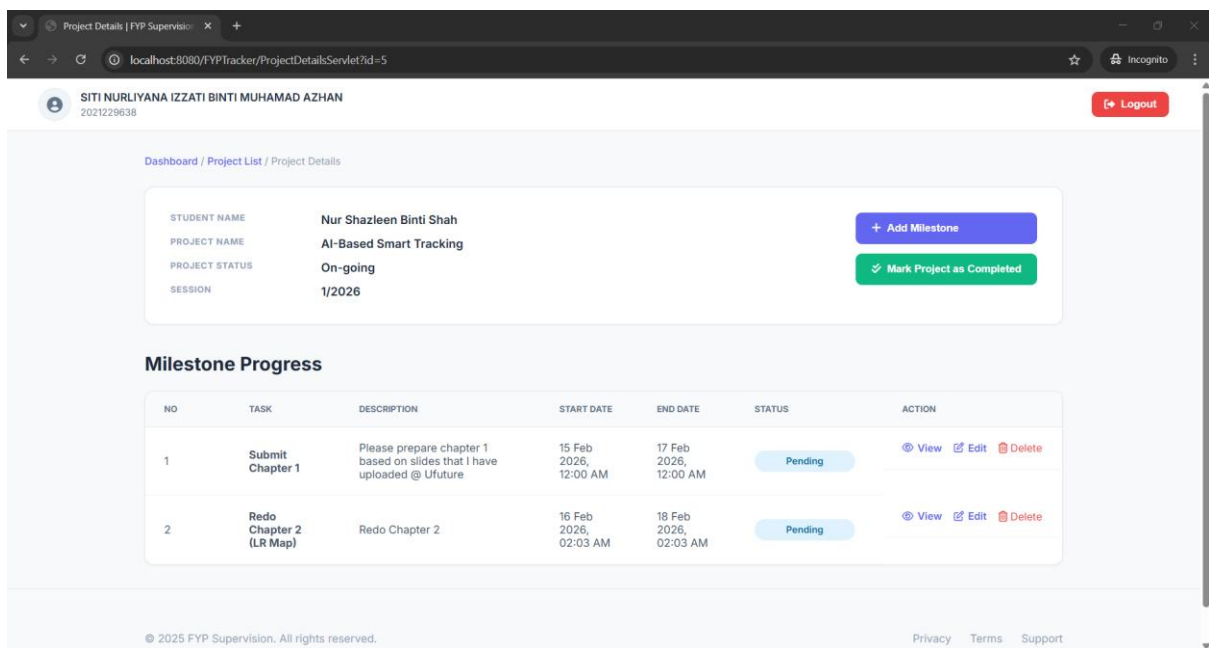 Project Details | FYP Supervision
localhost:8080/FYPTracker/ProjectDetailsServlet?id=5
Incognito
SITI NURLIYANA IZZATI BINTI MUHAMAD AZHAN
2021229638
Logout
Dashboard / Project List / Project Details
STUDENT NAME Nur Shazleen Binti Shah
PROJECT NAME AI-Based Smart Tracking
PROJECT STATUS On-going
SESSION 1/2026
+ Add Milestone
Mark Project as Completed
Milestone Progress
NO TASK DESCRIPTION START DATE END DATE STATUS ACTION
1
Submit
Chapter 1
Please prepare chapter 1
based on slides that I have
uploaded @ Ufuture
15 Feb
2026,
12:00 AM
17 Feb
2026,
12:00 AM
Pending
View Edit Delete
2
Redo
Chapter 2
(LR Map)
Redo Chapter 2
16 Feb
2026,
02:03 AM
18 Feb
2026,
02:03 AM
Pending
View Edit Delete
© 2025 FYP Supervision. All rights reserved.
Privacy Terms Support